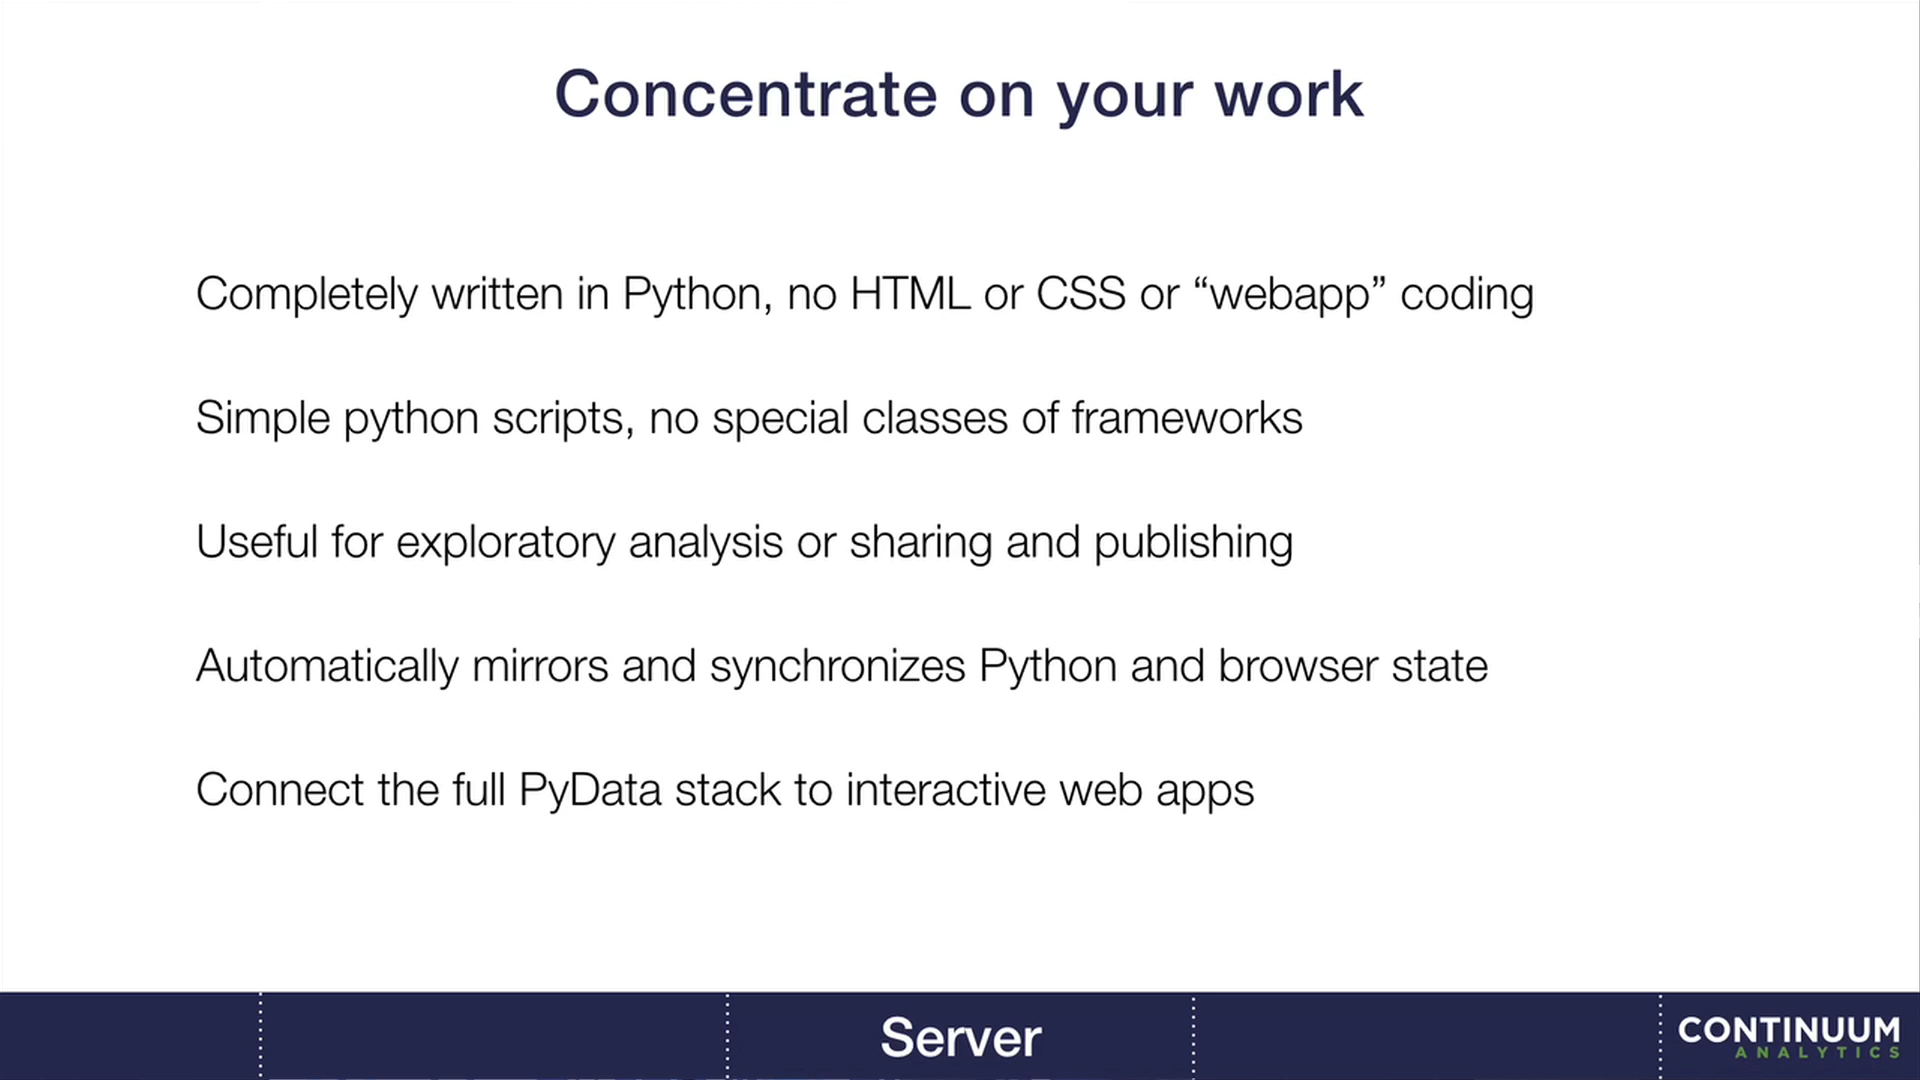 Concentrate on your work
Completely written in Python, no HTML or CSS or “webapp” coding
Simple python scripts, no special classes of frameworks
Useful for exploratory analysis or sharing and publishing
Automatically mirrors and synchronizes Python and browser state
Connect the full PyData stack to interactive web apps
Server
CONTINUUM
ANALYTICS